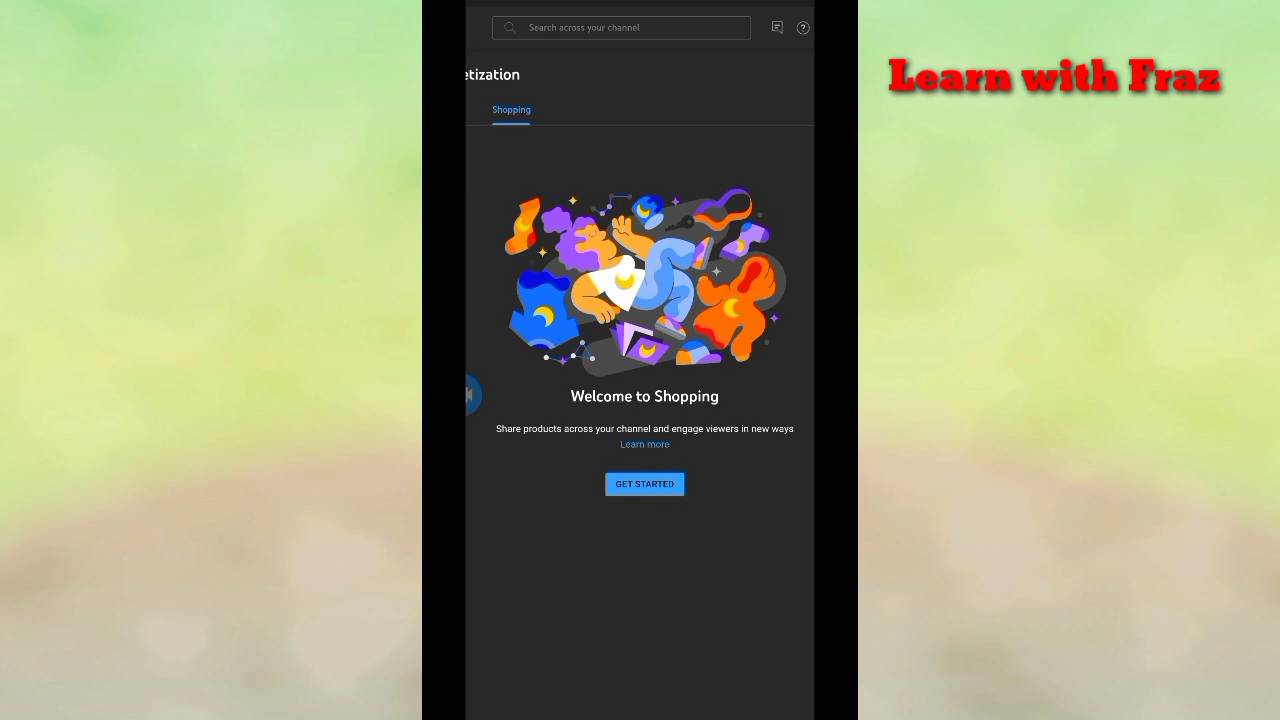 Search across your channel
etization
Learn with Fraz
Shopping
Welcome to Shopping
Share products across your channel and engage viewers in new ways
Learn more
GET STARTED